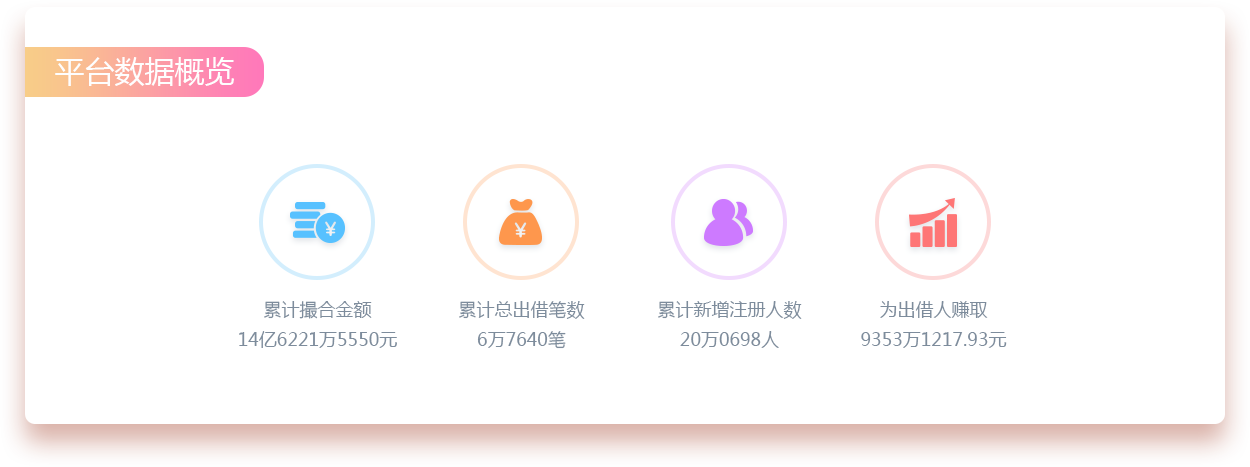 平台数据概览
¥
¥
累计撮合金额
14亿6221万5550元
累计总出借笔数
6万7640笔
累计新增注册人数
20万0698人
为出借人赚取
9353万1217.93元